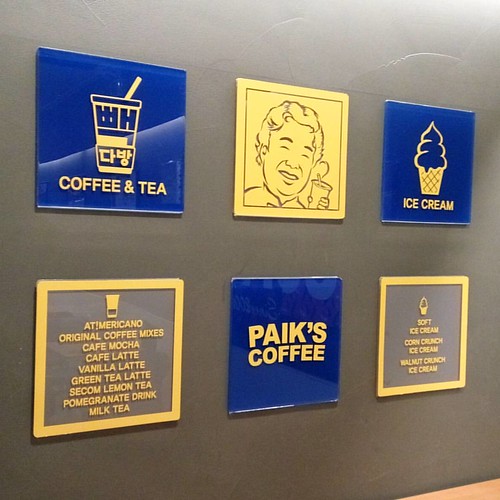 빽
다방
COFFEE & TEA
ICE CREAM
AT!MERICANO
ORIGINAL COFFEE MIXES
CAFE MOCHA
CAFE LATTE
VANILLA LATTE
GREEN TEA LATTE
SECOM LEMON TEA
POMEGRANATE DRINK
MILK TEA
PAIK'S
COFFEE
SOFT
ICE CREAM
CORN CRUNCH
ICE CREAM
WALNUT CRUNCH
ICE CREAM